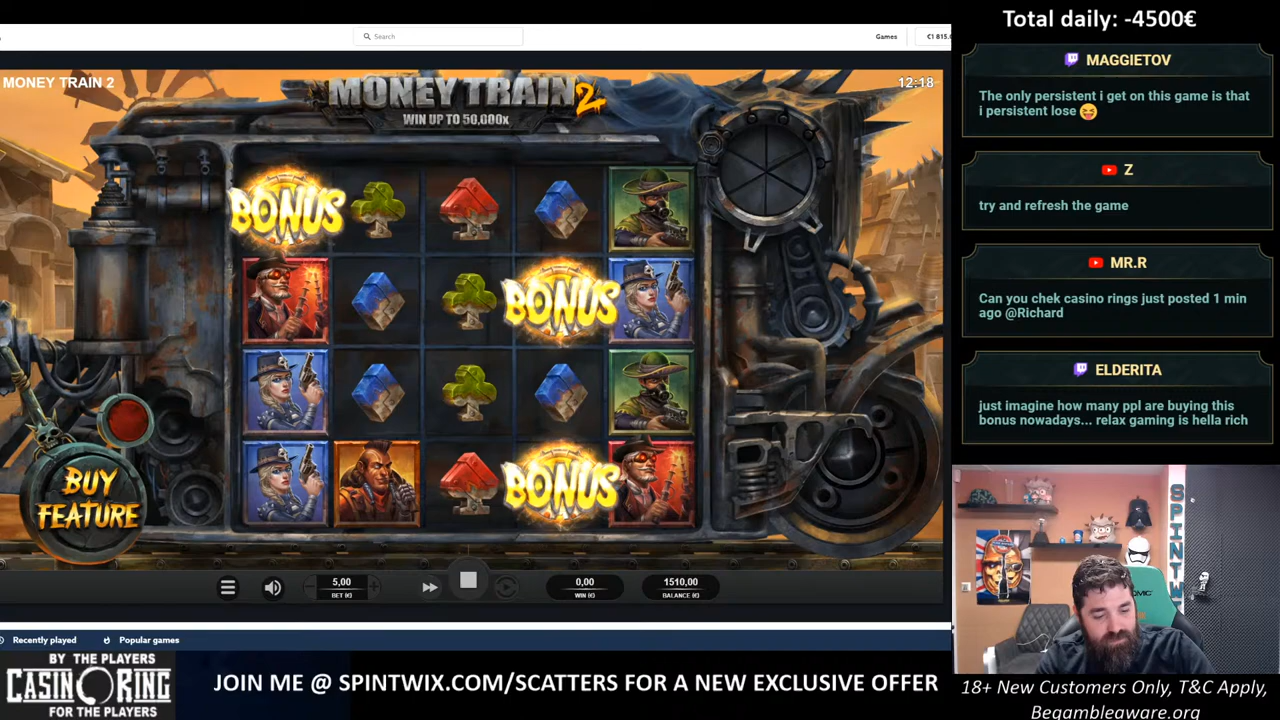 Search
Games
€1 815.
MONEY TRAIN 2
12:18
MONEY TRAIN 2
WIN UP TO 50,000x
BONUS
BONUS
BONUS
BUY
FEATURE
5,00
BET (€)
0,00
WIN (€)
1510,00
BALANCE (€)
Recently played
Popular games
BY THE PLAYERS
CASINO RING
FOR THE PLAYERS
JOIN ME @ SPINTWIX.COM/SCATTERS FOR A NEW EXCLUSIVE OFFER
Total daily: -4500€
MAGGIETOV
The only persistent i get on this game is that
i persistent lose
Z
try and refresh the game
MR.R
Can you chek casino rings just posted 1 min
ago @Richard
ELDERITA
just imagine how many ppl are buying this
bonus nowadays... relax gaming is hella rich
SPINTW
18+ New Customers Only, T&C Apply,
Begambleaware.org